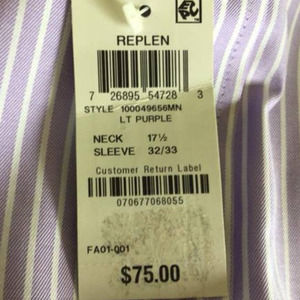 REPLEN
7 26895 54728 3
STYLE 100049656MN
LT PURPLE
NECK 17½
SLEEVE 32/33
Customer Return Label
070677068055
FA01-001
$75.00